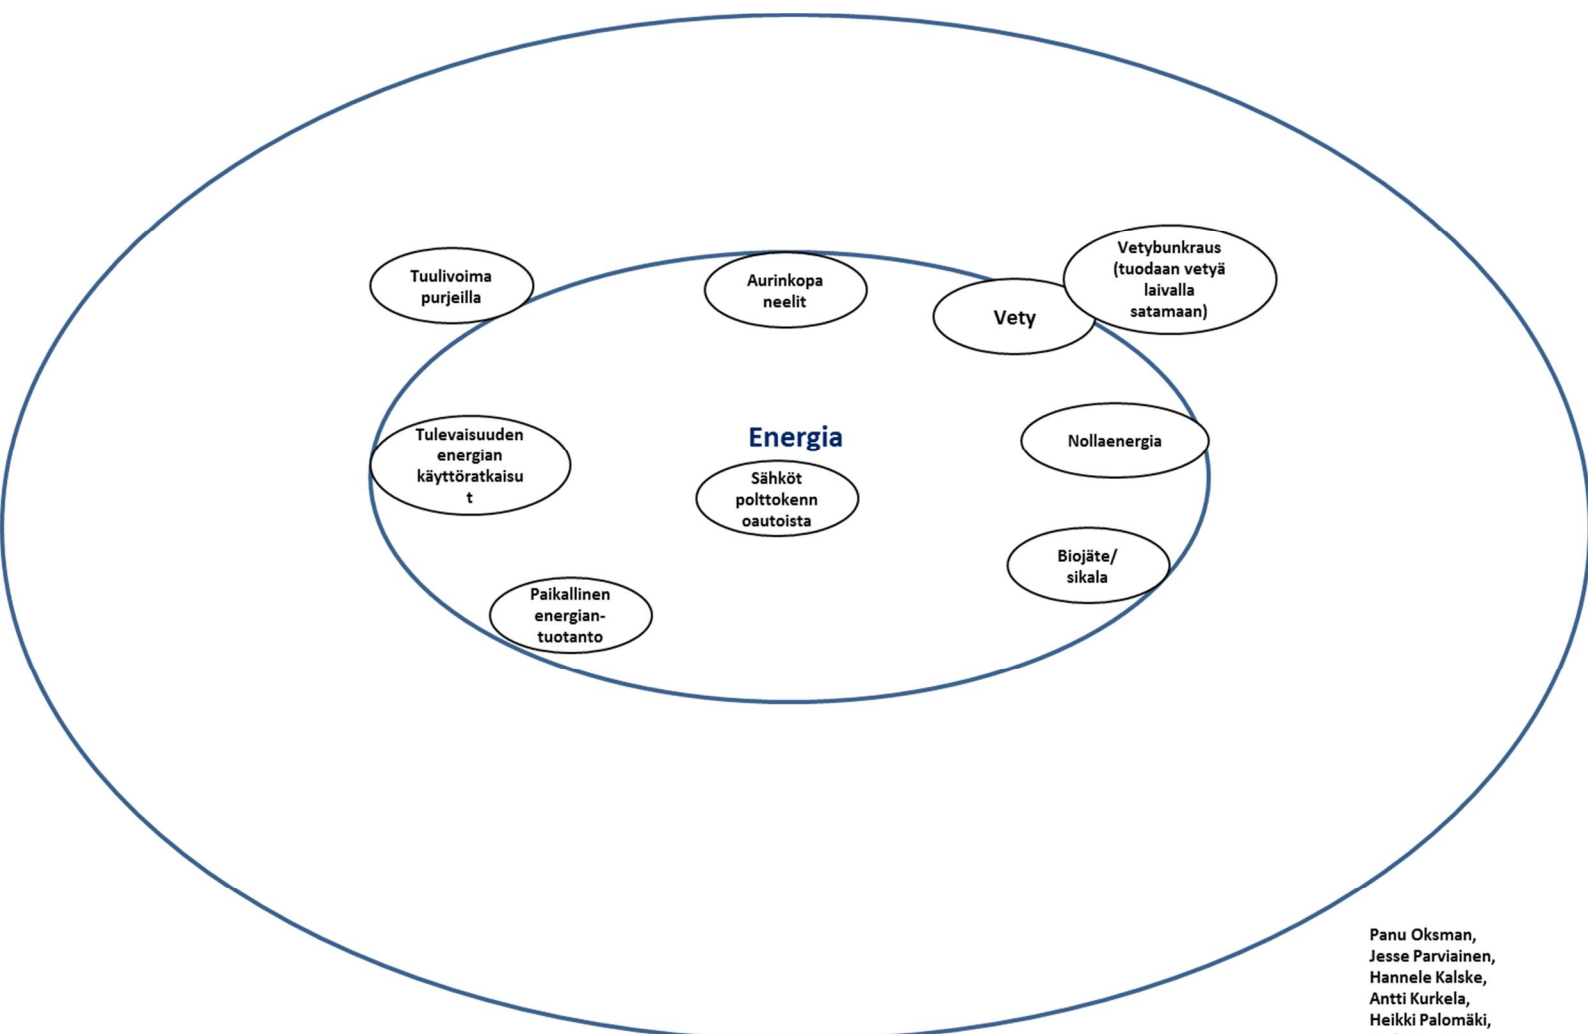 Tuulivoima
purjeilla
Aurinkopa
neelit
Vety
Vetybunkraus
(tuodaan vetyä
laivalla
satamaan)
Tulevaisuuden
energian
käyttöratkaisu
t
Energia
Sähköt
polttokenn
oautoista
Nollaenergia
Biojäte/
sikala
Paikallinen
energian-
tuotanto
Panu Oksman,
Jesse Parviainen,
Hannele Kalske,
Antti Kurkela,
Heikki Palomäki,